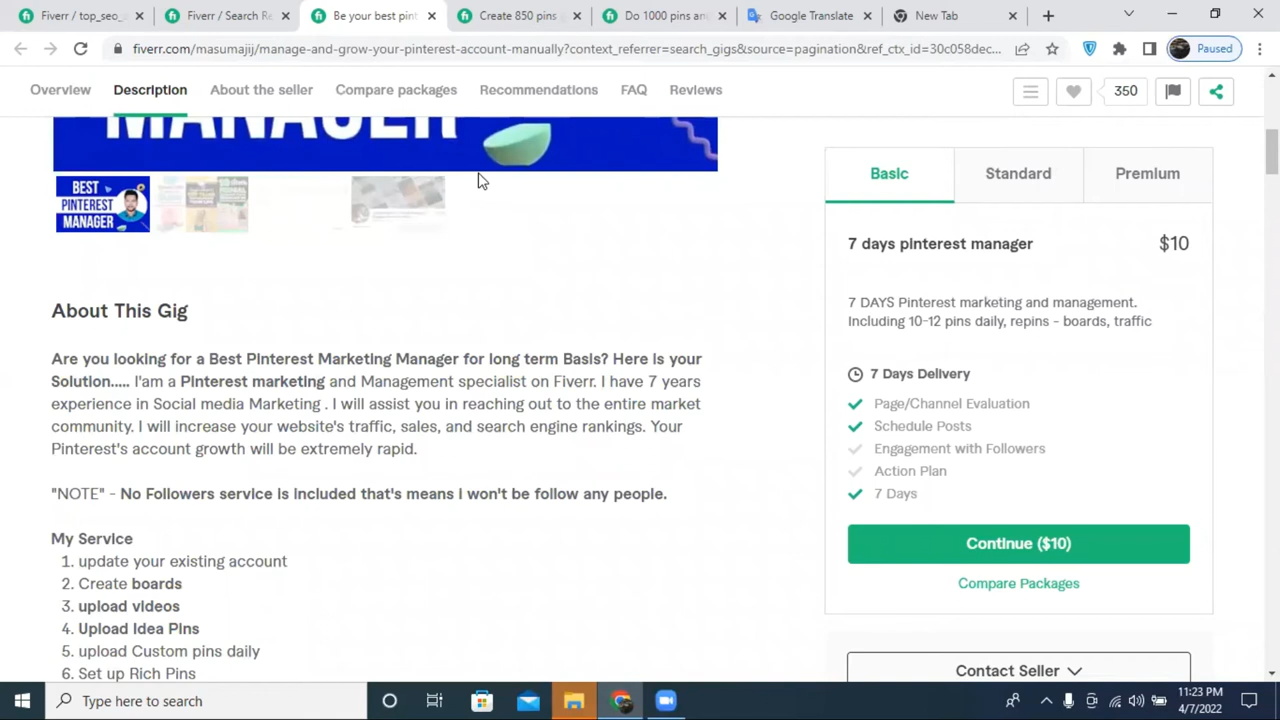 Fiverr / top_seo_
Fiverr / Search Re
Be your best pint
Create 850 pins
Do 1000 pins an
Google Translate
New Tab
fiverr.com/masumajij/manage-and-grow-your-pinterest-account-manually?context_referrer=search_gigs&source=pagination&ref_ctx_id=30c058dec...
Paused
Overview
Description
About the seller
Compare packages
Recommendations
FAQ
Reviews
350
MANAGER
BEST
PINTEREST
MANAGER
Basic
Standard
Premium
7 days pinterest manager
$10
7 DAYS Pinterest marketing and management.
Including 10-12 pins daily, repins - boards, traffic
7 Days Delivery
Page/Channel Evaluation
Schedule Posts
Engagement with Followers
Action Plan
7 Days
Continue ($10)
Compare Packages
Contact Seller
About This Gig
Are you looking for a Best Pinterest Marketing Manager for long term Basis? Here is your
Solution..... I'am a Pinterest marketing and Management specialist on Fiverr. I have 7 years
experience in Social media Marketing . I will assist you in reaching out to the entire market
community. I will increase your website's traffic, sales, and search engine rankings. Your
Pinterest's account growth will be extremely rapid.
"NOTE" - No Followers service is included that's means I won't be follow any people.
My Service
1. update your existing account
2. Create boards
3. upload videos
4. Upload Idea Pins
5. upload Custom pins daily
6. Set up Rich Pins
Type here to search
11:23 PM
4/7/2022